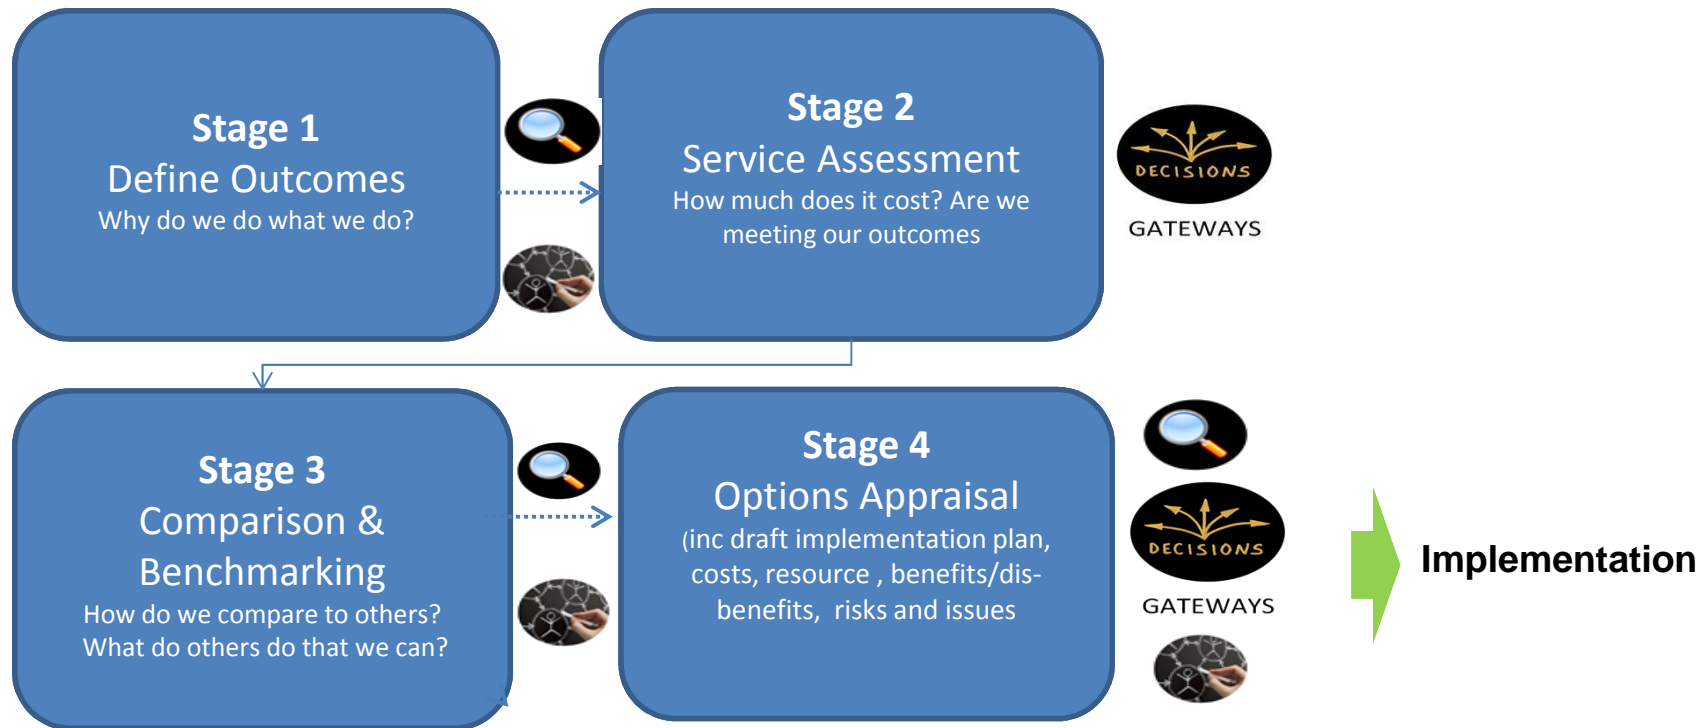 Stage 1
Define Outcomes
Why do we do what we do?
Stage 2
Service Assessment
How much does it cost? Are we
meeting our outcomes
DECISIONS
GATEWAYS
Stage 3
Comparison &
Benchmarking
How do we compare to others?
What do others do that we can?
Stage 4
Options Appraisal
(inc draft implementation plan,
costs, resource , benefits/dis-
benefits,  risks and issues
DECISIONS
GATEWAYS
Implementation